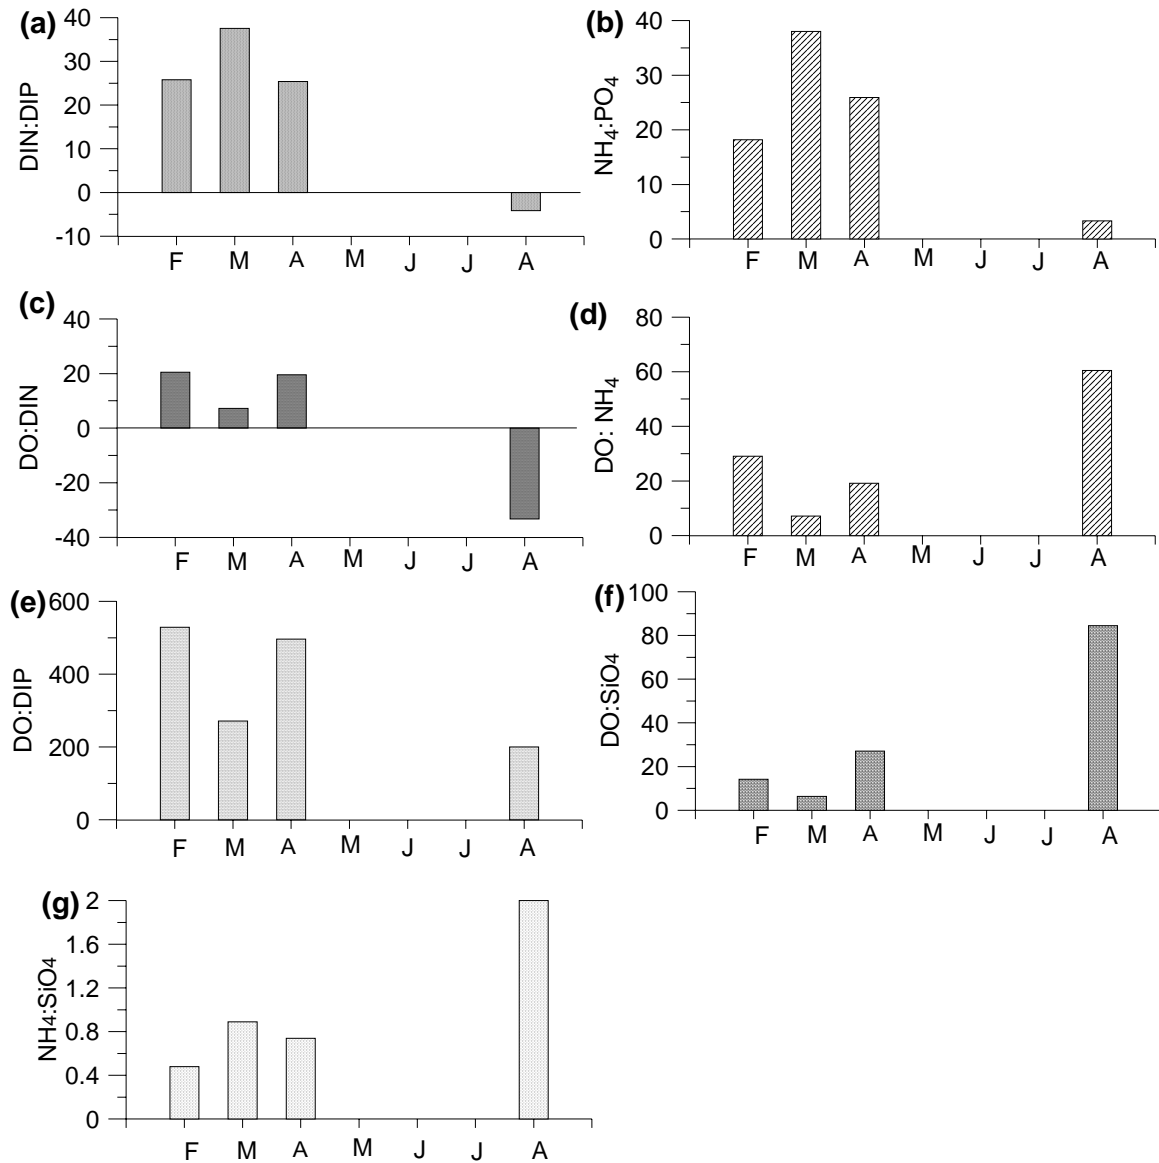 (a)
DIN:DIP
40
30
20
10
0
-10
F M A M J J A
(b)
NH4:PO4
40
30
20
10
0
F M A M J J A
(c)
DO:DIN
40
20
0
-20
-40
F M A M J J A
(d)
DO: NH4
80
60
40
20
0
F M A M J J A
(e)
DO:DIP
600
400
200
0
F M A M J J A
(f)
DO:SiO4
100
80
60
40
20
0
F M A M J J A
(g)
NH4:SiO4
2
1.6
1.2
0.8
0.4
0
F M A M J J A